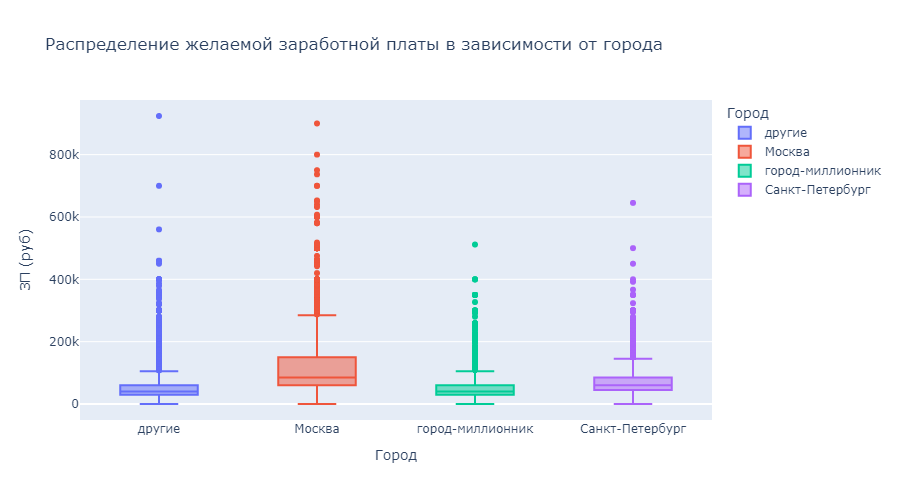 Распределение желаемой заработной платы в зависимости от города
Город
другие
Москва
город-миллионник
Санкт-Петербург
ЗП (руб)
800k
600k
400k
200k
0
другие
Москва
город-миллионник
Санкт-Петербург
Город